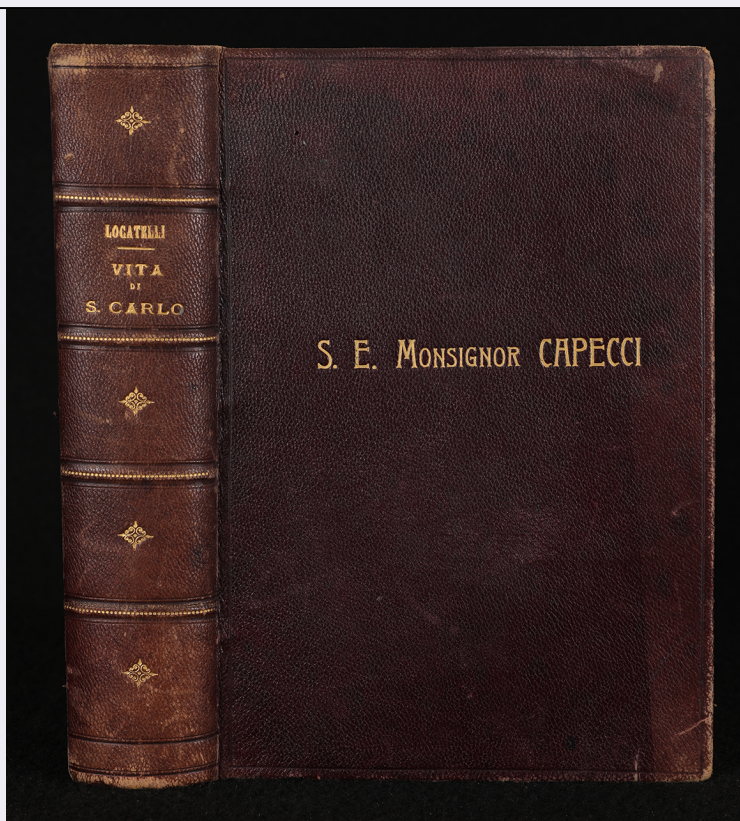 LOCATELLI
VITA
DI
S. CARLO
S. E. MONSIGNOR CAPECCI